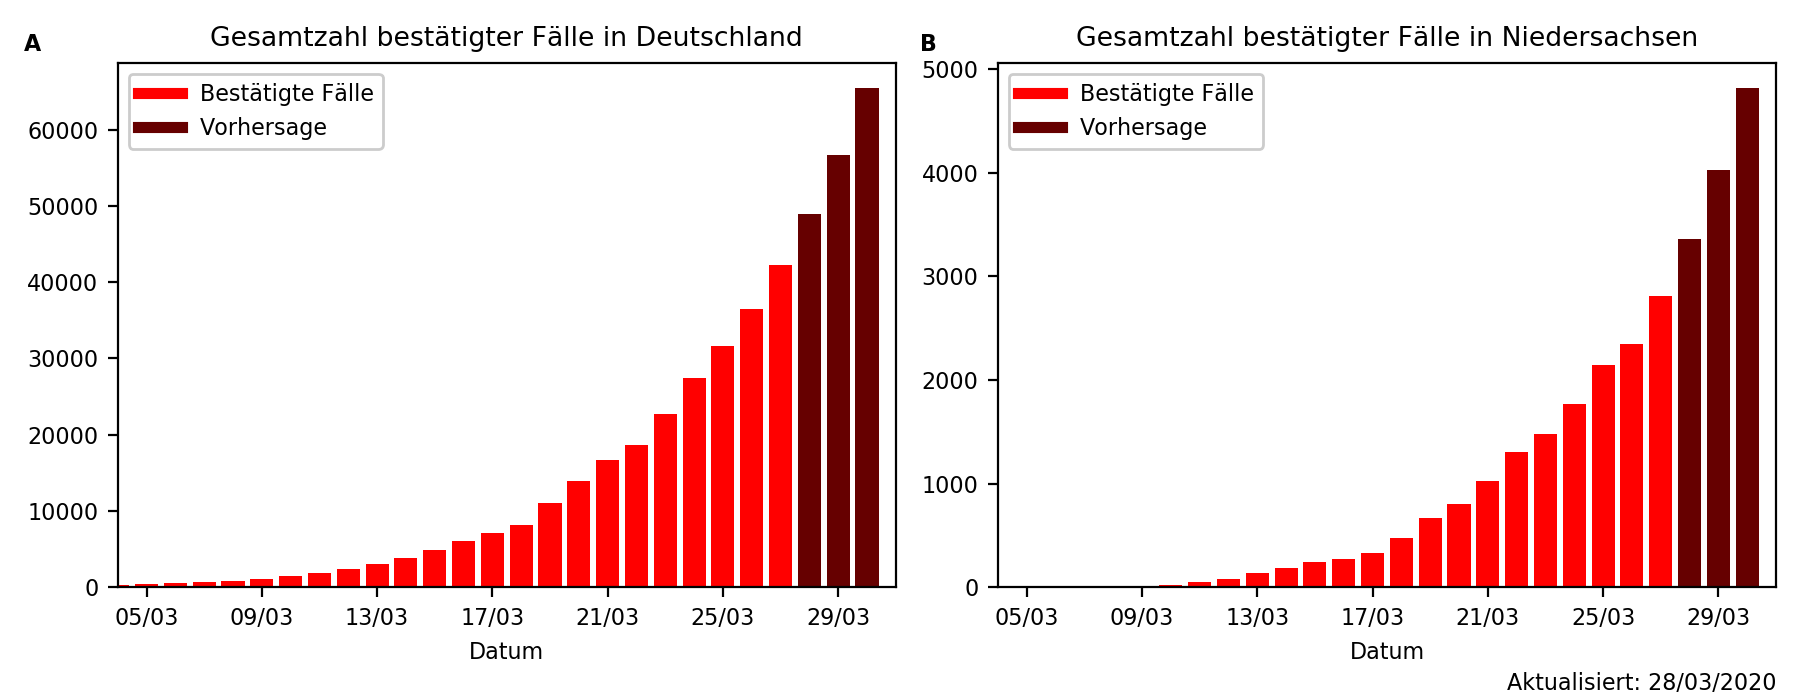 A
Gesamtzahl bestätigter Fälle in Deutschland
Bestätigte Fälle
Vorhersage
60000
50000
40000
30000
20000
10000
0
05/03 09/03 13/03 17/03 21/03 25/03 29/03
Datum
B
Gesamtzahl bestätigter Fälle in Niedersachsen
Bestätigte Fälle
Vorhersage
5000
4000
3000
2000
1000
0
05/03 09/03 13/03 17/03 21/03 25/03 29/03
Datum
Aktualisiert: 28/03/2020